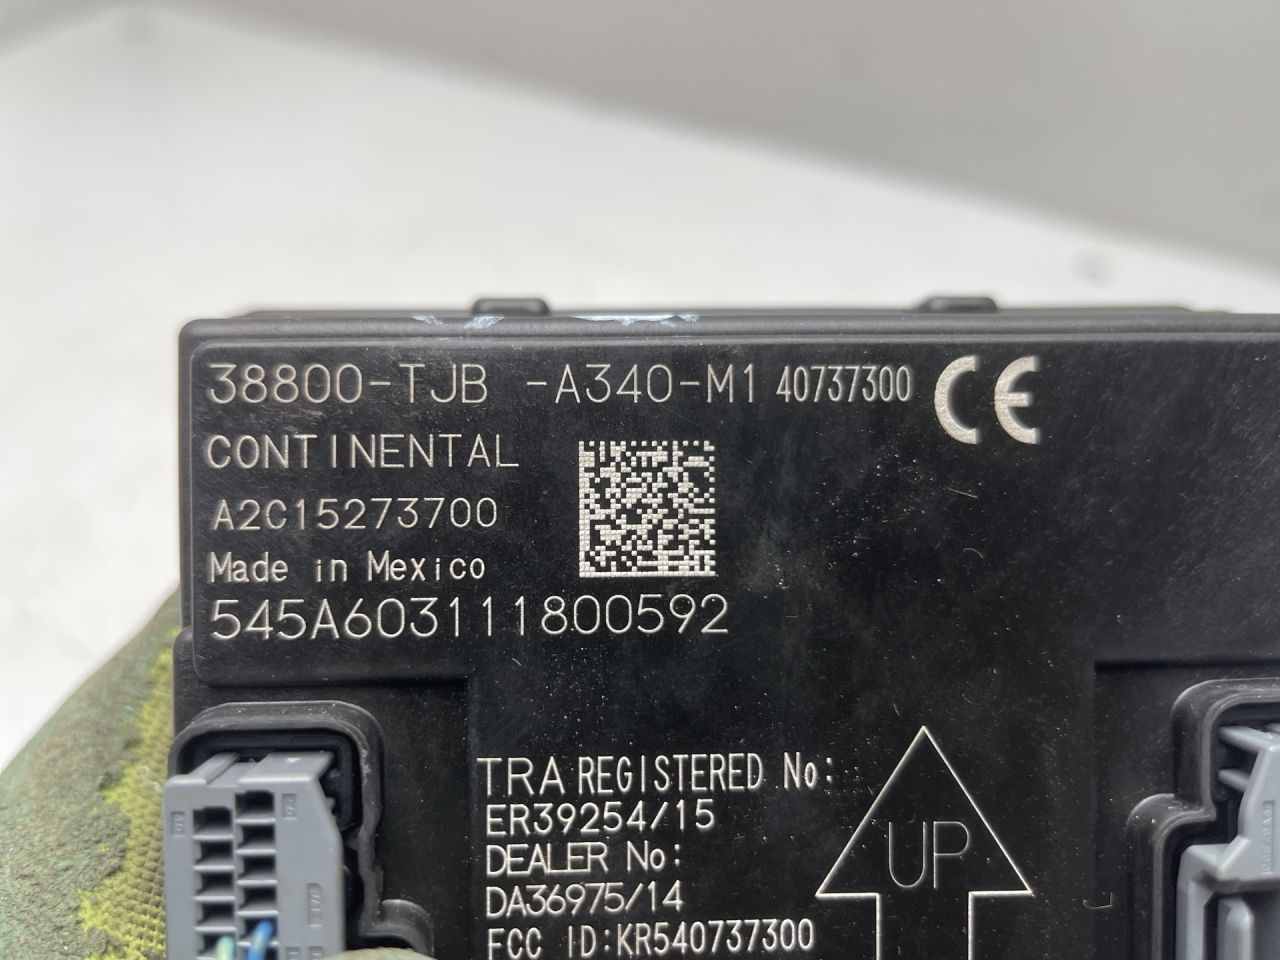 38800-TJB -A340-M1 40737300 CE
CONTINENTAL
A2C15273700
Made in Mexico
545A603111800592
TRA REGISTERED No:
ER39254/15
DEALER No:
DA36975/14
FCC ID:KR540737300
UP